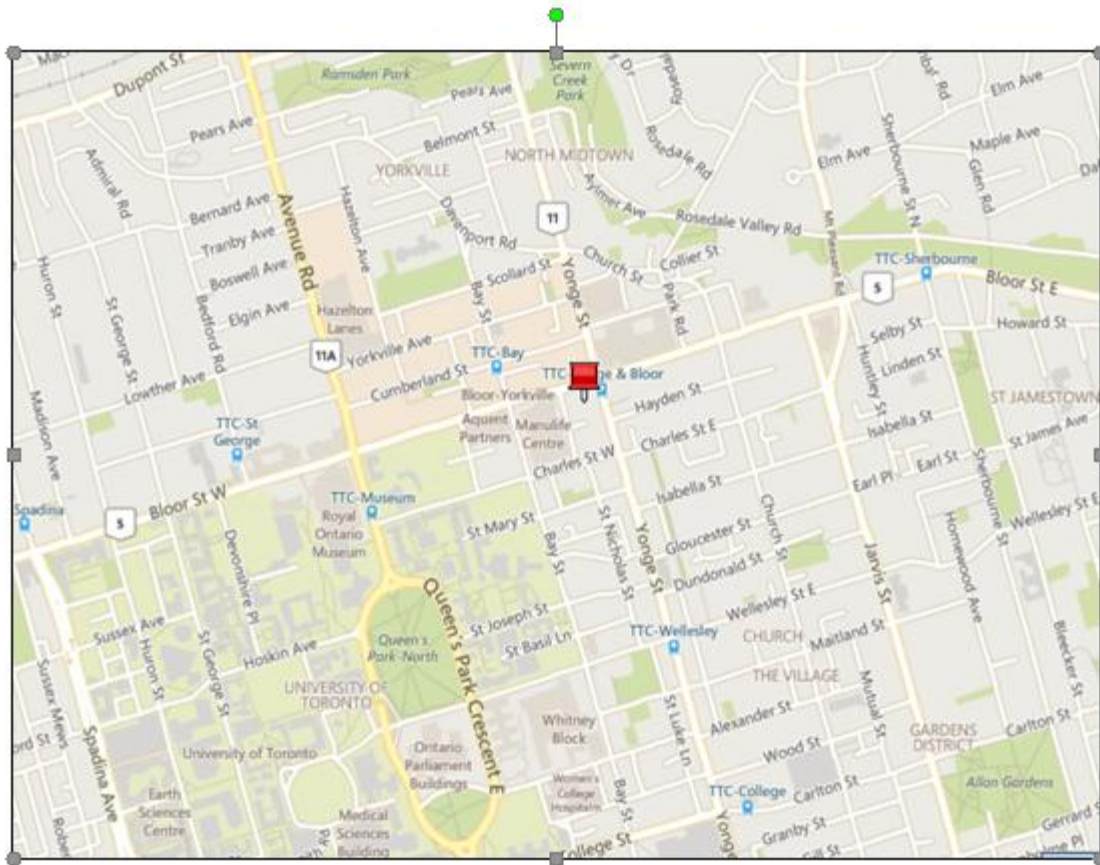 Dupont St
Ramsden Park
Severn
Creek
Park
Pears Ave
Elm Ave
Pears Ave
Belmont St
Rosedale Rd
Sherbourne St N
Maple Ave
Admiral Rd
YORKVILLE
NORTH MIDTOWN
Elm Ave
Glen Rd
Bernard Ave
Avenue Rd
Hazelton Ave
Davenport Rd
11
Aylmer Ave
Rosedale Valley Rd
Mt Pleasant Rd
Tranby Ave
Boswell Ave
Scollard St
Church St
Collier St
TTC-Sherbourne
Huron St
St George St
Bedford Rd
Elgin Ave
Hazelton
Lanes
Bay St
Yonge St
Park Rd
5
Bloor St E
11A
Yorkville Ave
TTC-Bay
Selby St
Howard St
Lowther Ave
Cumberland St
TTC
& Bloor
Huntley St
Linden St
Madison Ave
Bloor-Yorkville
Hayden St
ST JAMESTOWN
TTC-St
George
Aquent
Partners
Manulife
Centre
Charles St E
Isabella St
St James Ave
Charles St W
Earl Pl
Earl St
Spadina
5
Bloor St W
TTC-Museum
Isabella St
Sherbourne St
Royal
Ontario
Museum
St Mary St
St Nicholas St
Church St
Wellesley St E
Devonshire Pl
Bay St
Yonge St
Gloucester St
Jarvis St
Homewood Ave
Dundonald St
Queen's Park Crescent E
Wellesley St E
Sussex Ave
St Joseph St
TTC-Wellesley
CHURCH
Maitland St
Bleecker St
Huron St
St George St
Hoskin Ave
Queen's
Park-North
St Basil Ln
Sussex Mews
UNIVERSITY OF
TORONTO
THE VILLAGE
Mutual St
Spadina Ave
Whitney
Block
St Luke Ln
Alexander St
GARDENS
DISTRICT
Carlton St
University of Toronto
Ontario
Parliament
Buildings
Wood St
Allan Gardens
Earth
Sciences
Centre
Women's
College
Hospital
Bay St
TTC-College
Carlton St
Medical
Sciences
Building
College St
Yonge
Granby St
Gerrard